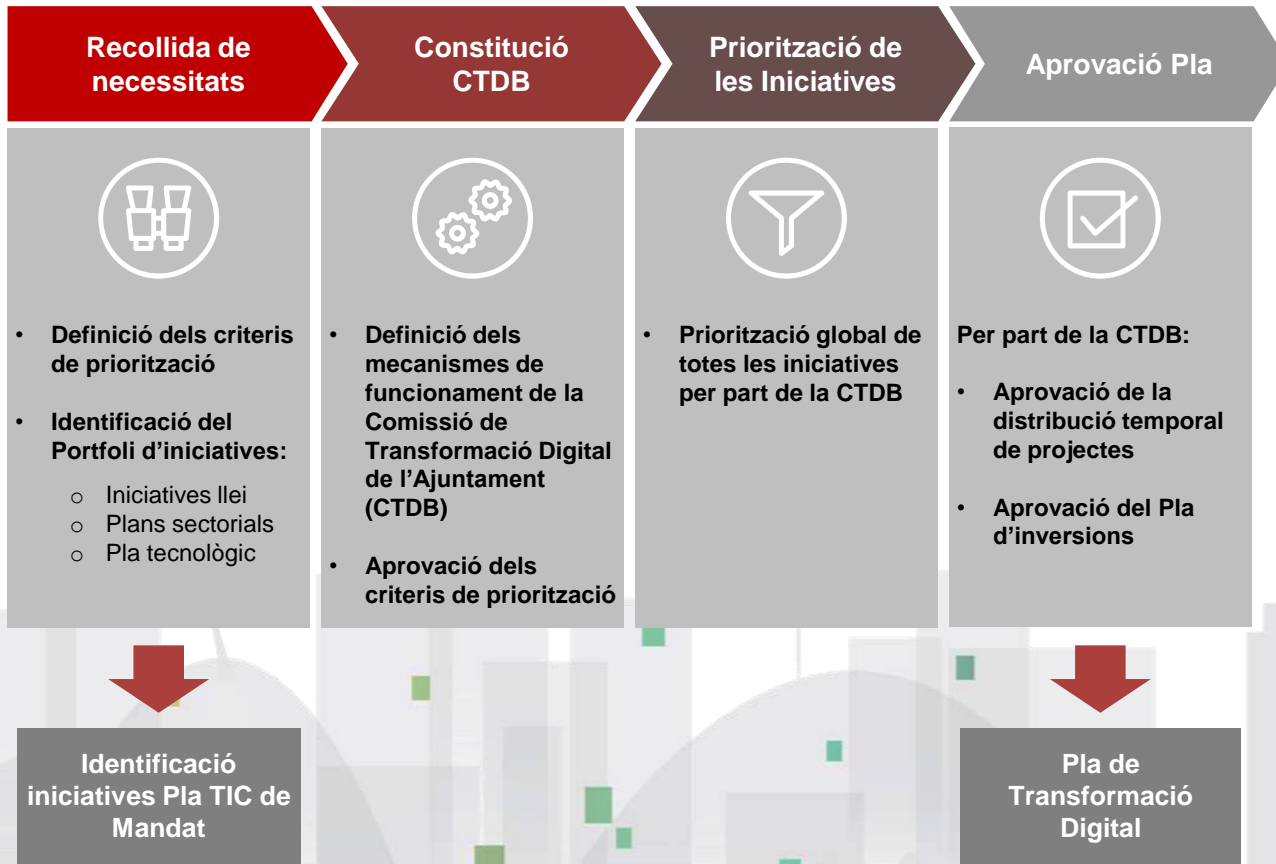 Recollida de
necessitats
Constitució
CTDB
Priorització de
les Iniciatives
Aprovació Pla
• Definició dels criteris
de priorització
• Identificació del
Portfoli d’iniciatives:
o Iniciatives llei
o Plans sectorials
o Pla tecnològic
• Definició dels
mecanismes de
funcionament de la
Comissió de
Transformació Digital
de l’Ajuntament
(CTDB)
• Aprovació dels
criteris de priorització
• Priorització global de
totes les iniciatives
per part de la CTDB
Per part de la CTDB:
• Aprovació de la
distribució temporal
de projectes
• Aprovació del Pla
d’inversions
Identificació
iniciatives Pla TIC de
Mandat
Pla de
Transformació
Digital